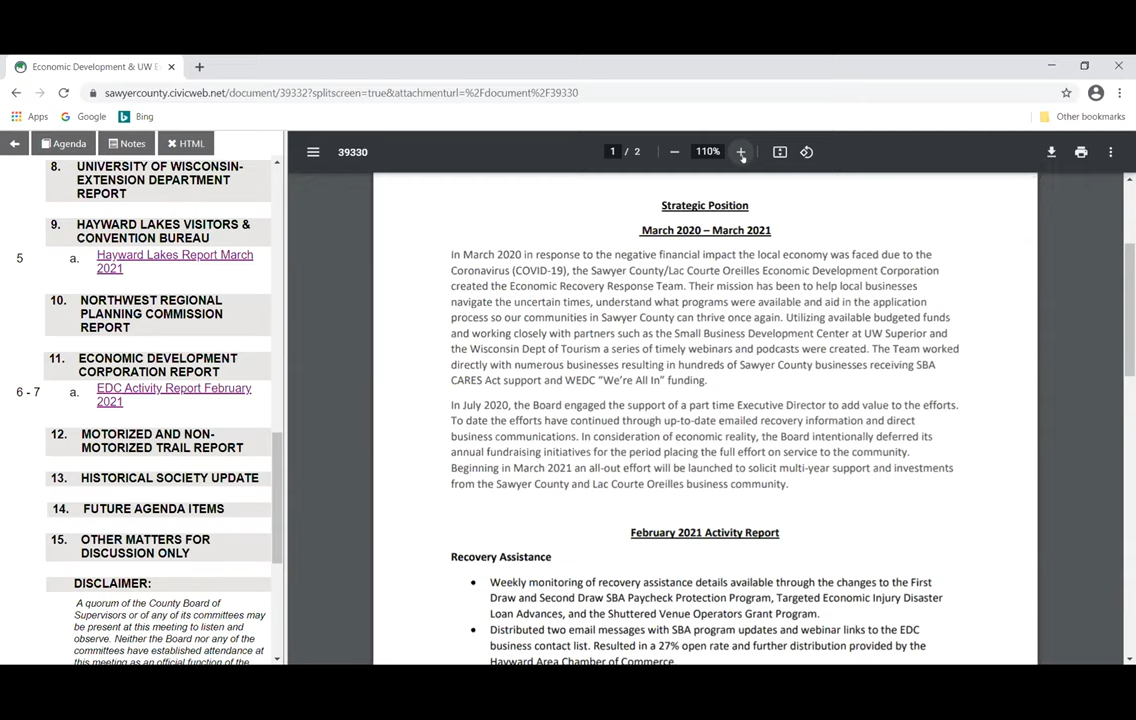 Economic Development & UW E
sawyercounty.civicweb.net/document/39332?splitscreen=true&attachmenturl=%2Fdocument%2F39330
Apps
Google
Bing
Other bookmarks
Agenda
Notes
HTML
39330
1 / 2
110%
8. UNIVERSITY OF WISCONSIN-
EXTENSION DEPARTMENT
REPORT
9. HAYWARD LAKES VISITORS &
CONVENTION BUREAU
5 a. Hayward Lakes Report March
2021
10. NORTHWEST REGIONAL
PLANNING COMMISSION
REPORT
11. ECONOMIC DEVELOPMENT
CORPORATION REPORT
6 - 7 a. EDC Activity Report February
2021
12. MOTORIZED AND NON-
MOTORIZED TRAIL REPORT
13. HISTORICAL SOCIETY UPDATE
14. FUTURE AGENDA ITEMS
15. OTHER MATTERS FOR
DISCUSSION ONLY
DISCLAIMER:
A quorum of the County Board of
Supervisors or of any of its committees may
be present at this meeting to listen and
observe. Neither the Board nor any of the
committees have established attendance at
this meeting as an official function of the
Strategic Position
March 2020 – March 2021
In March 2020 in response to the negative financial impact the local economy was faced due to the
Coronavirus (COVID-19), the Sawyer County/Lac Courte Oreilles Economic Development Corporation
created the Economic Recovery Response Team. Their mission has been to help local businesses
navigate the uncertain times, understand what programs were available and aid in the application
process so our communities in Sawyer County can thrive once again. Utilizing available budgeted funds
and working closely with partners such as the Small Business Development Center at UW Superior and
the Wisconsin Dept of Tourism a series of timely webinars and podcasts were created. The Team worked
directly with numerous businesses resulting in hundreds of Sawyer County businesses receiving SBA
CARES Act support and WEDC “We’re All In” funding.
In July 2020, the Board engaged the support of a part time Executive Director to add value to the efforts.
To date the efforts have continued through up-to-date emailed recovery information and direct
business communications. In consideration of economic reality, the Board intentionally deferred its
annual fundraising initiatives for the period placing the full effort on service to the community.
Beginning in March 2021 an all-out effort will be launched to solicit multi-year support and investments
from the Sawyer County and Lac Courte Oreilles business community.
February 2021 Activity Report
Recovery Assistance
• Weekly monitoring of recovery assistance details available through the changes to the First
Draw and Second Draw SBA Paycheck Protection Program, Targeted Economic Injury Disaster
Loan Advances, and the Shuttered Venue Operators Grant Program.
• Distributed two email messages with SBA program updates and webinar links to the EDC
business contact list. Resulted in a 27% open rate and further distribution provided by the
Hayward Area Chamber of Commerce.